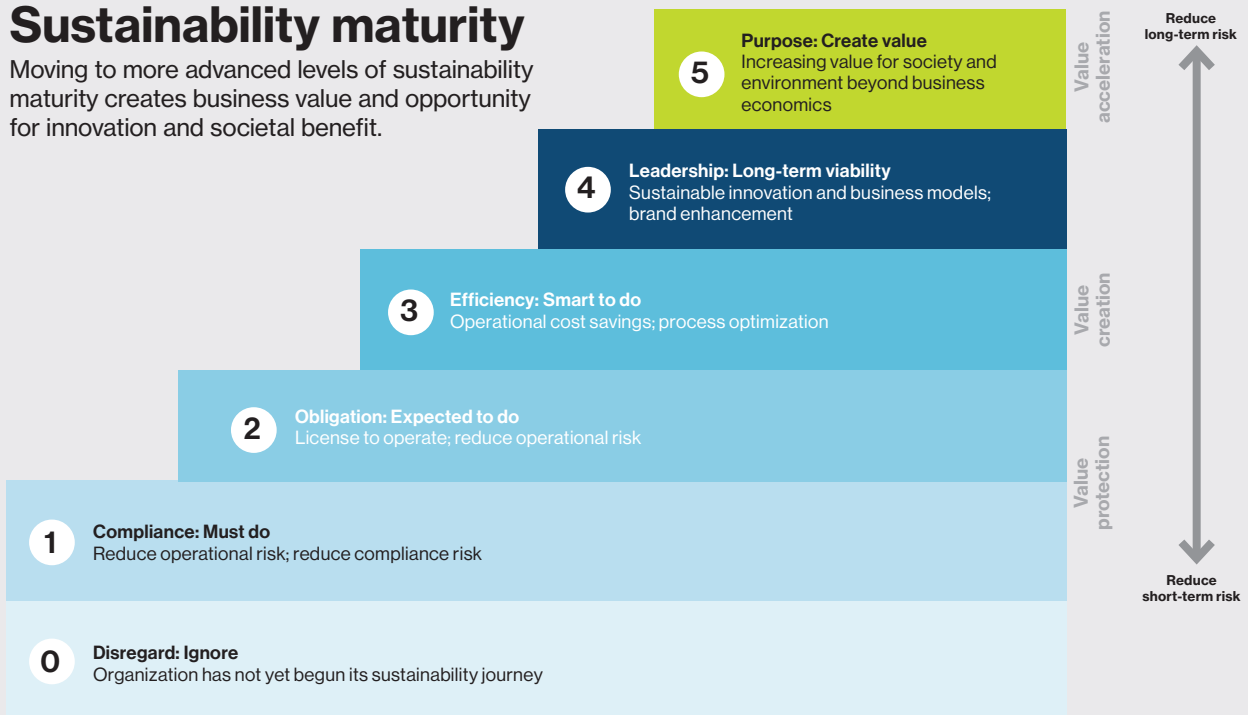 Sustainability maturity
Moving to more advanced levels of sustainability
maturity creates business value and opportunity
for innovation and societal benefit.
5
Purpose: Create value
Increasing value for society and
environment beyond business
economics
4
Leadership: Long-term viability
Sustainable innovation and business models;
brand enhancement
3
Efficiency: Smart to do
Operational cost savings; process optimization
2
Obligation: Expected to do
License to operate; reduce operational risk
1
Compliance: Must do
Reduce operational risk; reduce compliance risk
0
Disregard: Ignore
Organization has not yet begun its sustainability journey
Value
acceleration
Value
creation
Value
protection
Reduce
long-term risk
Reduce
short-term risk